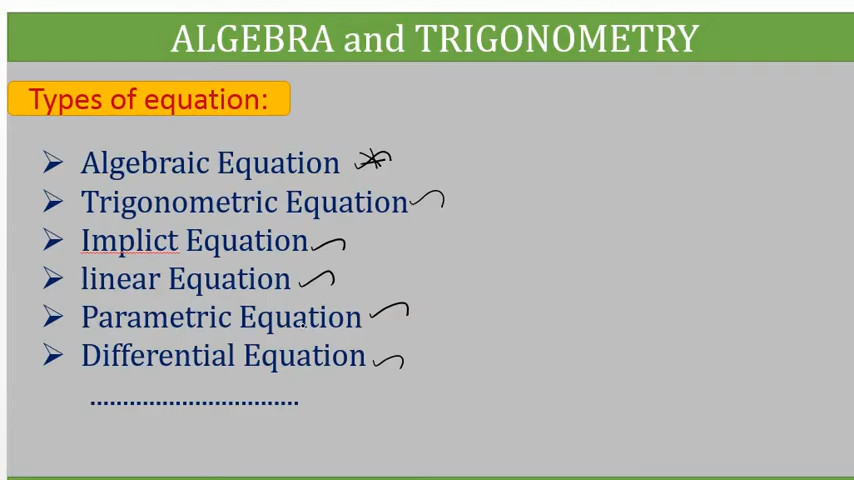 ALGEBRA and TRIGONOMETRY
Types of equation:
Algebraic Equation
Trigonometric Equation
Implict Equation
linear Equation
Parametric Equation
Differential Equation
................................